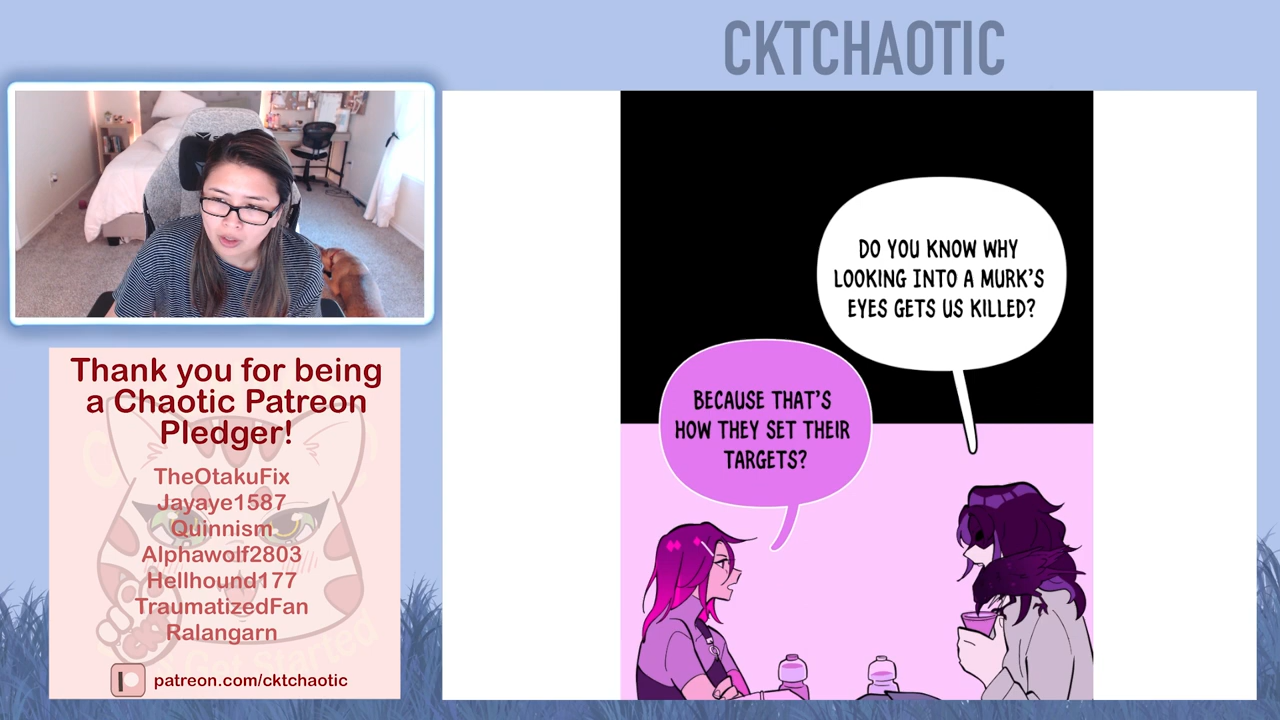 CKTCHAOTIC
DO YOU KNOW WHY
LOOKING INTO A MURK'S
EYES GETS US KILLED?
BECAUSE THAT'S
HOW THEY SET THEIR
TARGETS?
Thank you for being
a Chaotic Patreon
Pledger!
TheOtakuFix
Jayaye1587
Quinnism
Alphawolf2803
Hellhound177
TraumatizedFan
Ralangarn
patreon.com/cktchaotic